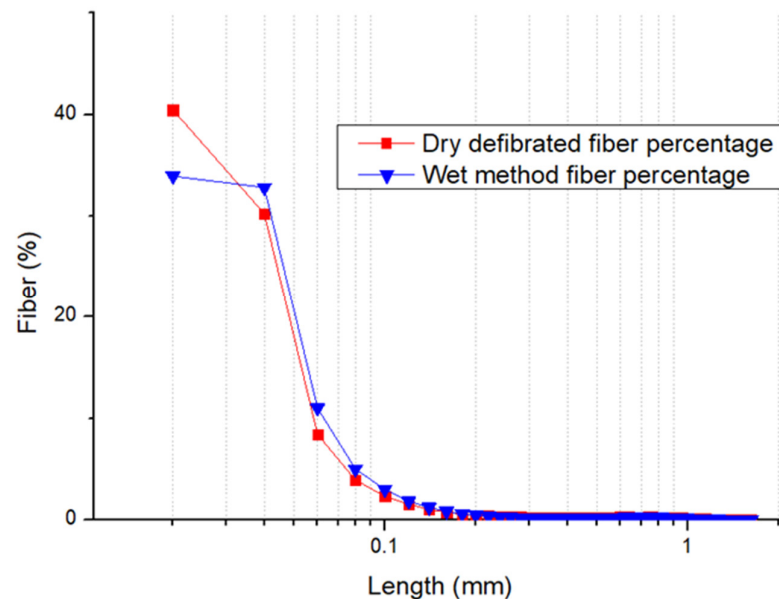 40
Dry defibrated fiber percentage
Wet method fiber percentage
Fiber (%)
20
0
0.1
1
Length (mm)